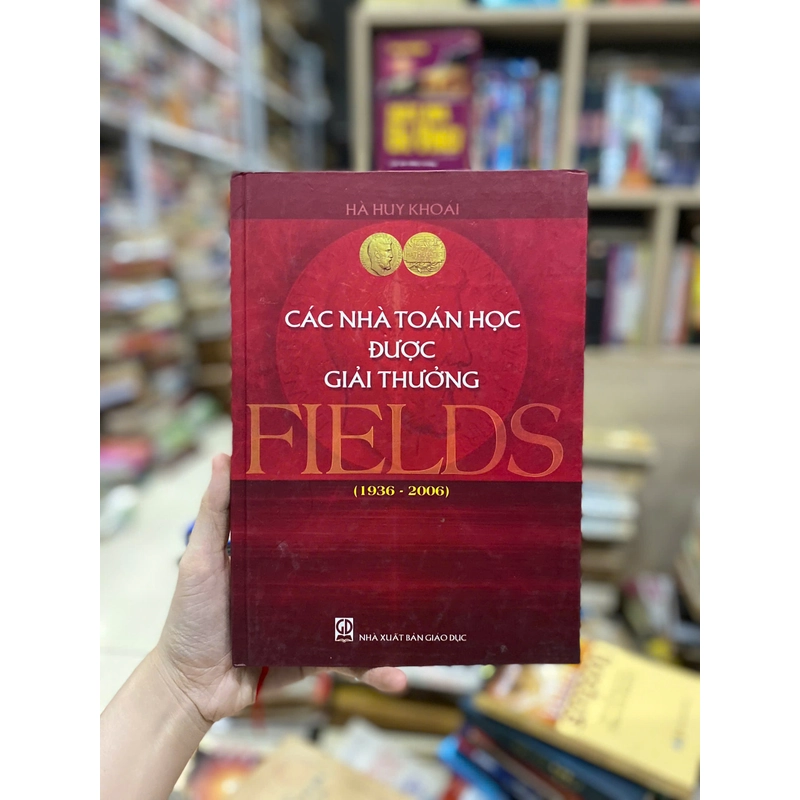 HÀ HUY KHOÁI
CÁC NHÀ TOÁN HỌC
ĐƯỢC
GIẢI THƯỞNG
FIELDS
(1936 - 2006)
NHÀ XUẤT BẢN GIÁO DỤC